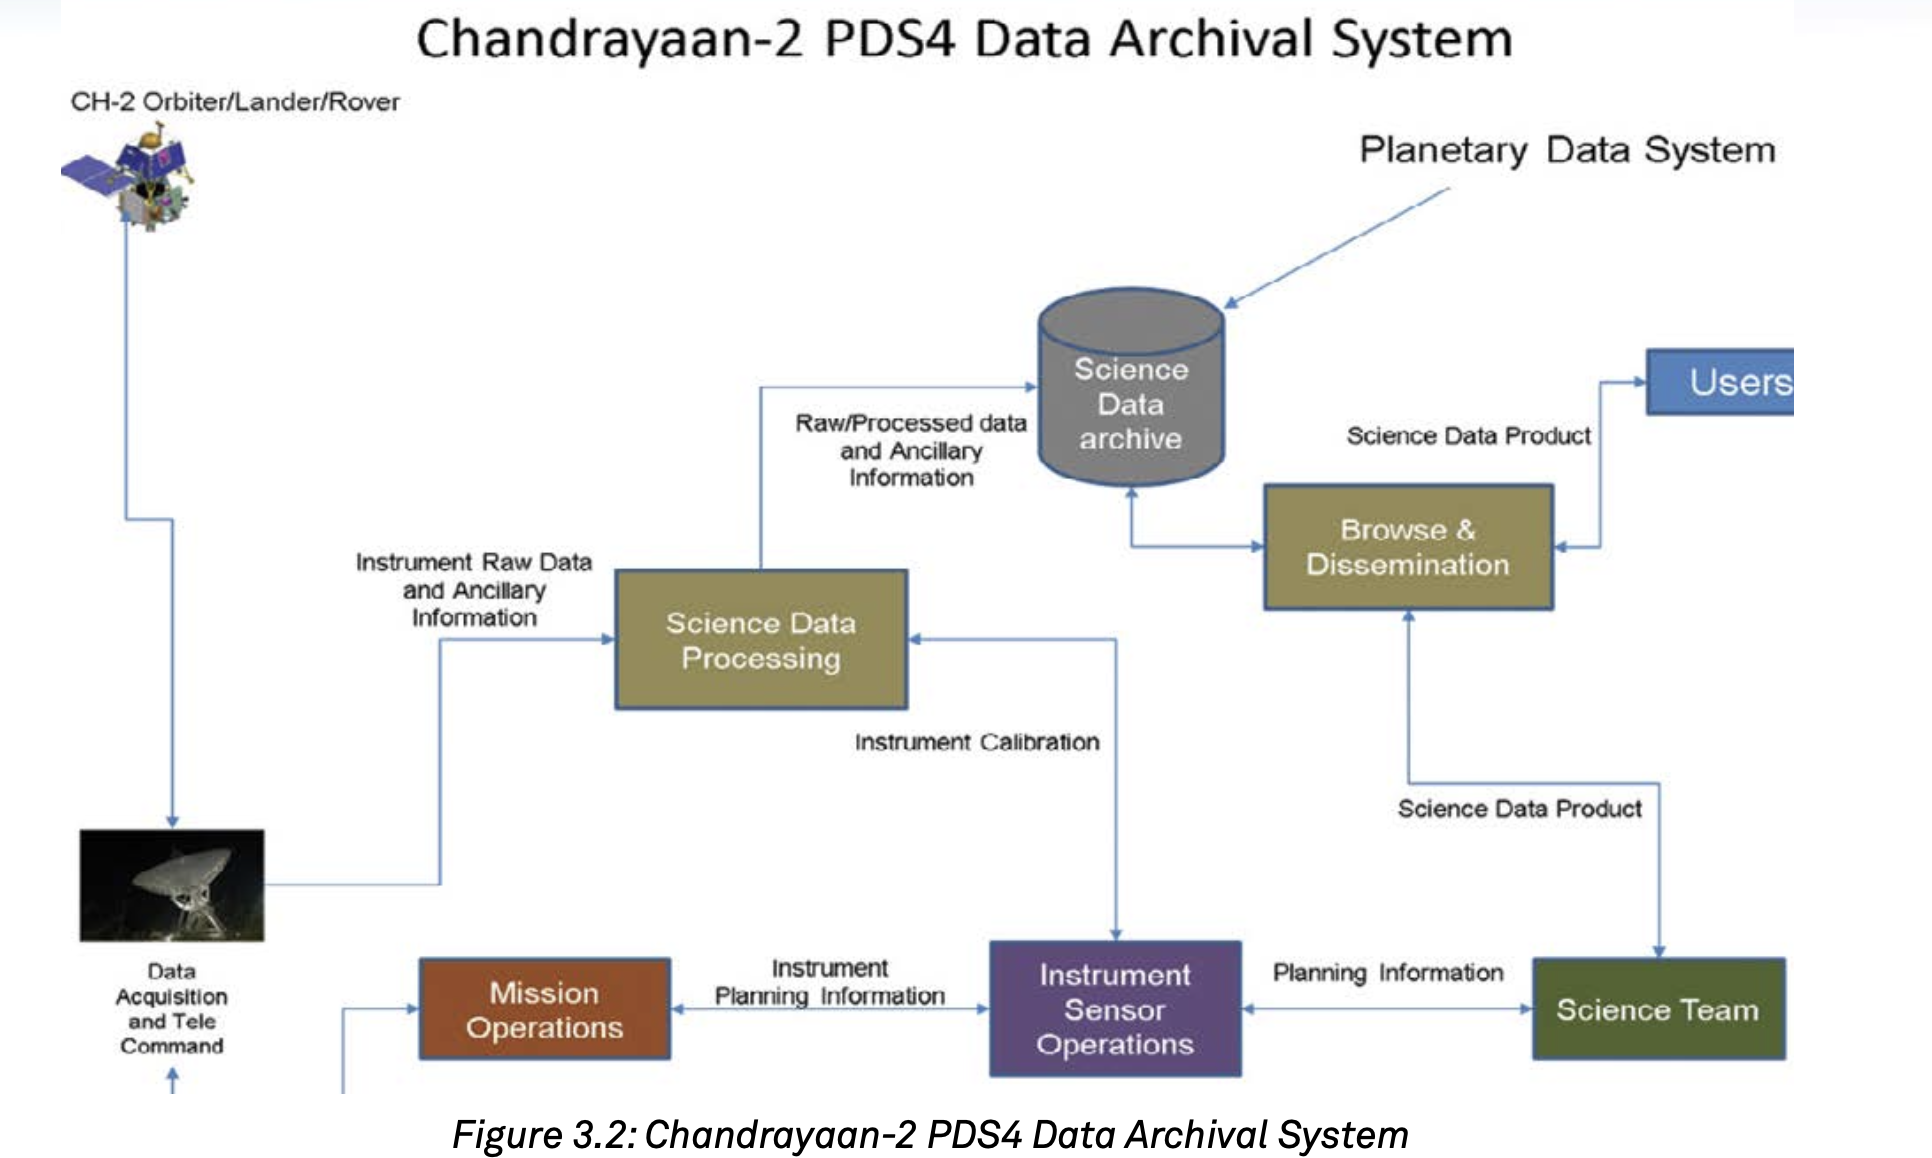 Chandrayaan-2 PDS4 Data Archival System
CH-2 Orbiter/Lander/Rover
Planetary Data System
Science
Data
archive
Users
Raw/Processed data
and Ancillary
Information
Science Data Product
Browse &
Dissemination
Instrument Raw Data
and Ancillary
Information
Science Data
Processing
Instrument Calibration
Science Data Product
Data
Acquisition
and Tele
Command
Mission
Operations
Instrument
Planning Information
Instrument
Sensor
Operations
Planning Information
Science Team
Figure 3.2: Chandrayaan-2 PDS4 Data Archival System